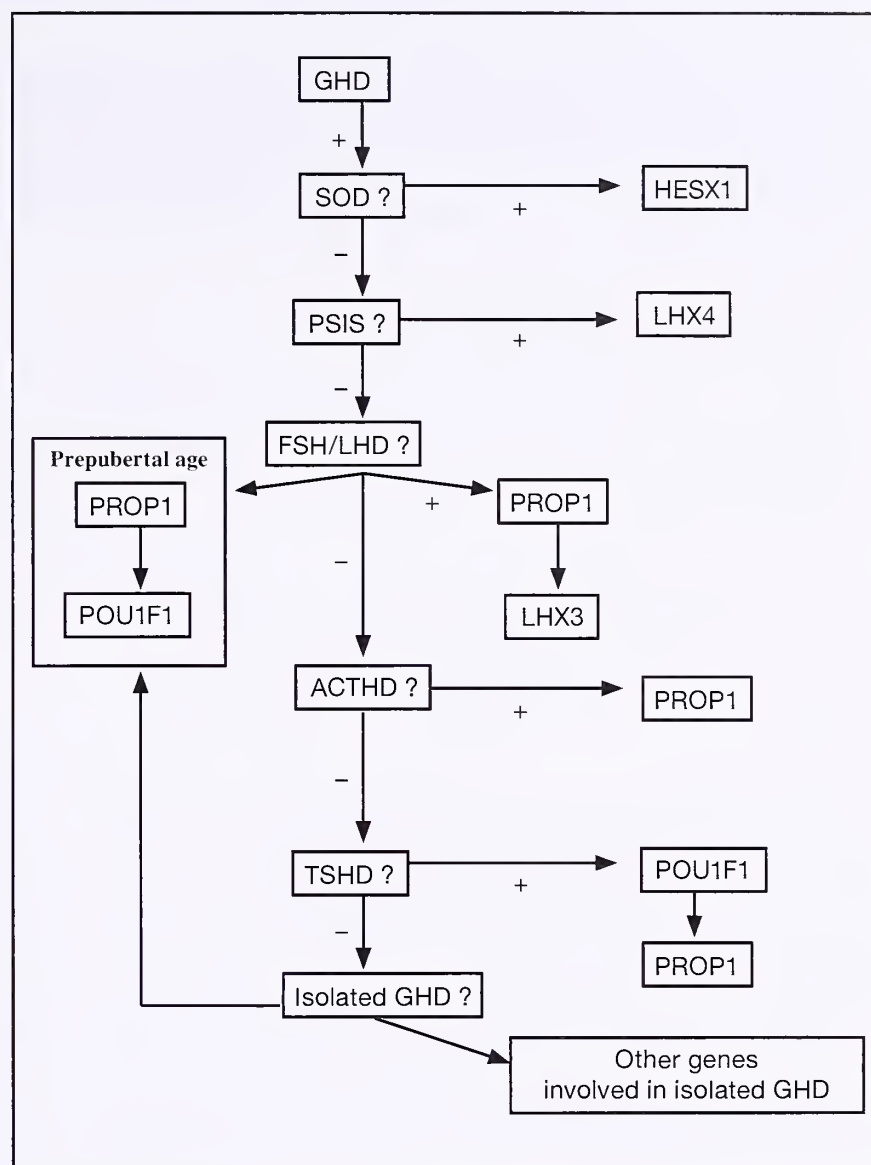 GHD
+
SOD ?
+
HESX1
–
PSIS ?
+
LHX4
–
FSH/LHD ?
Prepubertal age
PROP1
POU1F1
+
PROP1
LHX3
–
ACTHD ?
+
PROP1
–
TSHD ?
+
POU1F1
PROP1
–
Isolated GHD ?
Other genes
involved in isolated GHD